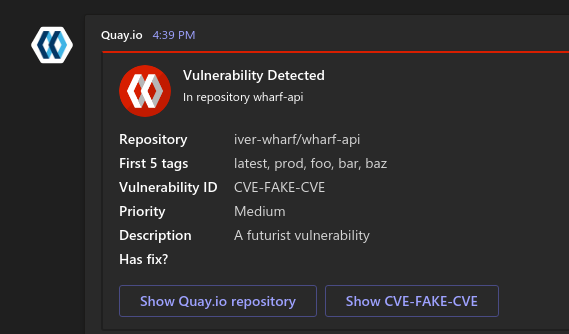 Quay.io 4:39 PM
Vulnerability Detected
In repository wharf-api
Repository iver-wharf/wharf-api
First 5 tags latest, prod, foo, bar, baz
Vulnerability ID CVE-FAKE-CVE
Priority Medium
Description A futurist vulnerability
Has fix?
Show Quay.io repository Show CVE-FAKE-CVE